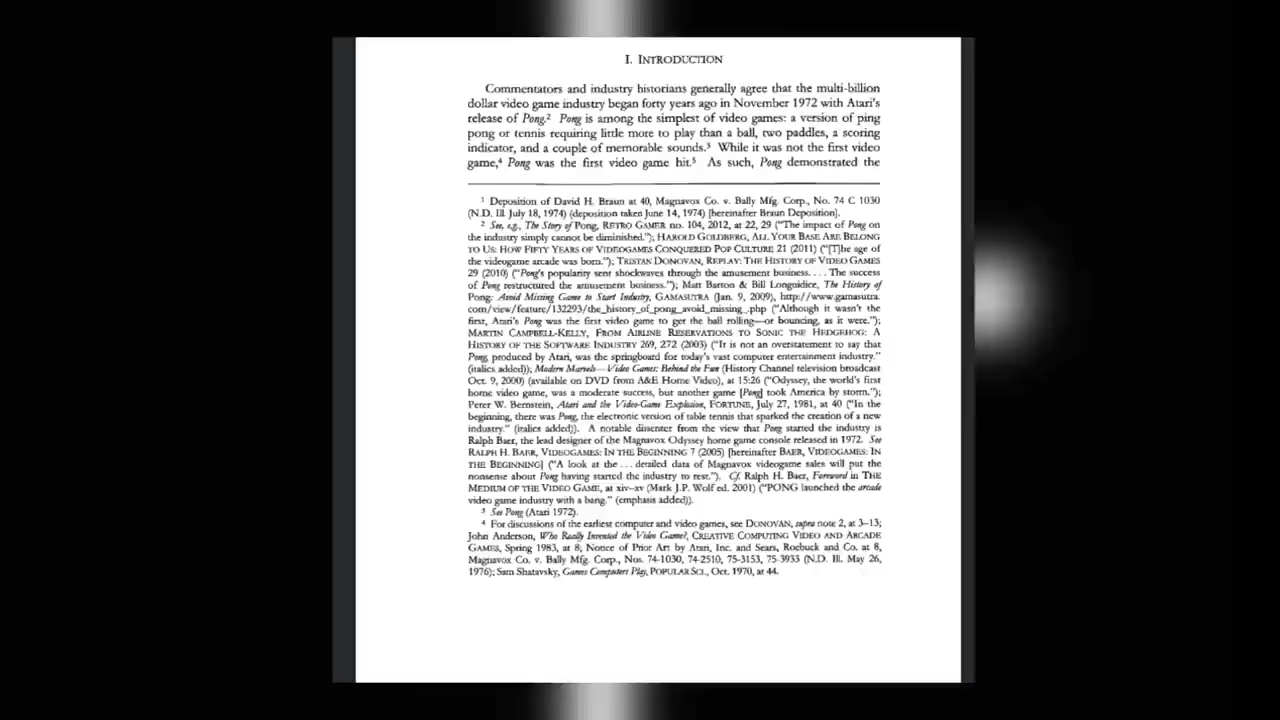 I. INTRODUCTION
Commentators and industry historians generally agree that the multi-billion
dollar video game industry began forty years ago in November 1972 with Atari's
release of Pong.² Pong is among the simplest of video games: a version of ping
pong or tennis requiring little more to play than a ball, two paddles, a scoring
indicator, and a couple of memorable sounds.³ While it was not the first video
game,⁴ Pong was the first video game hit.⁵ As such, Pong demonstrated the
¹ Deposition of David H. Braun at 40, Magnavox Co. v. Bally Mfg. Corp., No. 74 C 1030
(N.D. Ill. July 18, 1974) (deposition taken June 14, 1974) [hereinafter Braun Deposition].
² See, e.g., The Story of Pong, RETRO GAMER no. 104, 2012, at 22, 29 ("The impact of Pong on
the industry simply cannot be diminished."); HAROLD GOLDBERG, ALL YOUR BASE ARE BELONG
TO US: HOW FIFTY YEARS OF VIDEOGAMES CONQUERED POP CULTURE 21 (2011) ("[T]he age of
the videogame arcade was born."); TRISTAN DONOVAN, REPLAY: THE HISTORY OF VIDEO GAMES
29 (2010) ("Pong's popularity sent shockwaves through the amusement business. . . . The success
of Pong restructured the amusement business."); Matt Barton & Bill Loguidice, The History of
Pong: Avoid Missing Game to Start Industry, GAMASUTRA (Jan. 9, 2009), http://www.gamasutra.
com/view/feature/132293/the_history_of_pong_avoid_missing_.php ("Although it wasn't the
first, Atari's Pong was the first video game to get the ball rolling—or bouncing, as it were.");
MARTIN CAMPBELL-KELLY, FROM AIRLINE RESERVATIONS TO SONIC THE HEDGEHOG: A
HISTORY OF THE SOFTWARE INDUSTRY 269, 272 (2003) ("It is not an overstatement to say that
Pong, produced by Atari, was the springboard for today's vast computer entertainment industry."
(italics added)); Modern Marvels—Video Games: Behind the Fun (History Channel television broadcast
Oct. 9, 2000) (available on DVD from A&E Home Video), at 15:26 ("Odyssey, the world's first
home video game, was a moderate success, but another game [Pong] took America by storm.");
Peter W. Bernstein, Atari and the Video-Game Explosion, FORTUNE, July 27, 1981, at 40 ("In the
beginning, there was Pong, the electronic version of table tennis that sparked the creation of a new
industry." (italics added)). A notable dissenter from the view that Pong started the industry is
Ralph Baer, the lead designer of the Magnavox Odyssey home game console released in 1972. See
RALPH H. BAER, VIDEOGAMES: IN THE BEGINNING 7 (2005) [hereinafter BAER, VIDEOGAMES: IN
THE BEGINNING] ("A look at the . . . detailed data of Magnavox videogame sales will put the
nonsense about Pong having started the industry to rest."). Cf. Ralph H. Baer, Foreword in THE
MEDIUM OF THE VIDEO GAME, at xiv–xv (Mark J.P. Wolf ed. 2001) ("PONG launched the arcade
video game industry with a bang." (emphasis added)).
³ See Pong (Atari 1972).
⁴ For discussions of the earliest computer and video games, see DONOVAN, supra note 2, at 3–13;
John Anderson, Who Really Invented the Video Game?, CREATIVE COMPUTING VIDEO AND ARCADE
GAMES, Spring 1983, at 8; Notice of Prior Art by Atari, Inc. and Sears, Roebuck and Co. at 8,
Magnavox Co. v. Bally Mfg. Corp., Nos. 74-1030, 74-2510, 75-3153, 75-3933 (N.D. Ill. May 26,
1976); Sam Shatavsky, Games Computers Play, POPULAR SCI., Oct. 1970, at 44.